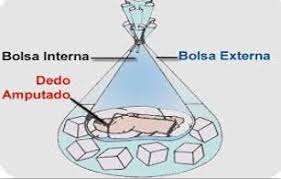 Bolsa Interna
Bolsa Externa
Dedo
Amputado